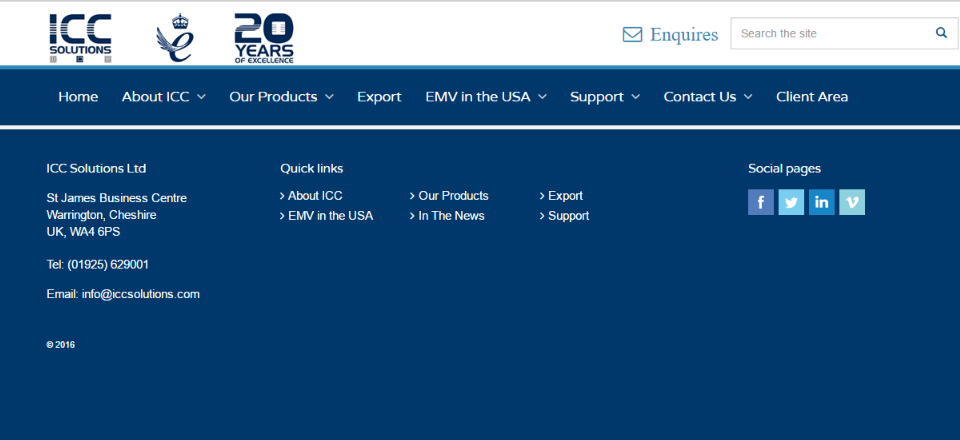 ICC
SOLUTIONS
20
YEARS
OF EXCELLENCE
Enquires
Search the site
Home About ICC Our Products Export EMV in the USA Support Contact Us Client Area
ICC Solutions Ltd
St James Business Centre
Warrington, Cheshire
UK, WA4 6PS
Tel: (01925) 629001
Email: info@iccsolutions.com
© 2016
Quick links
About ICC Our Products Export
EMV in the USA In The News Support
Social pages